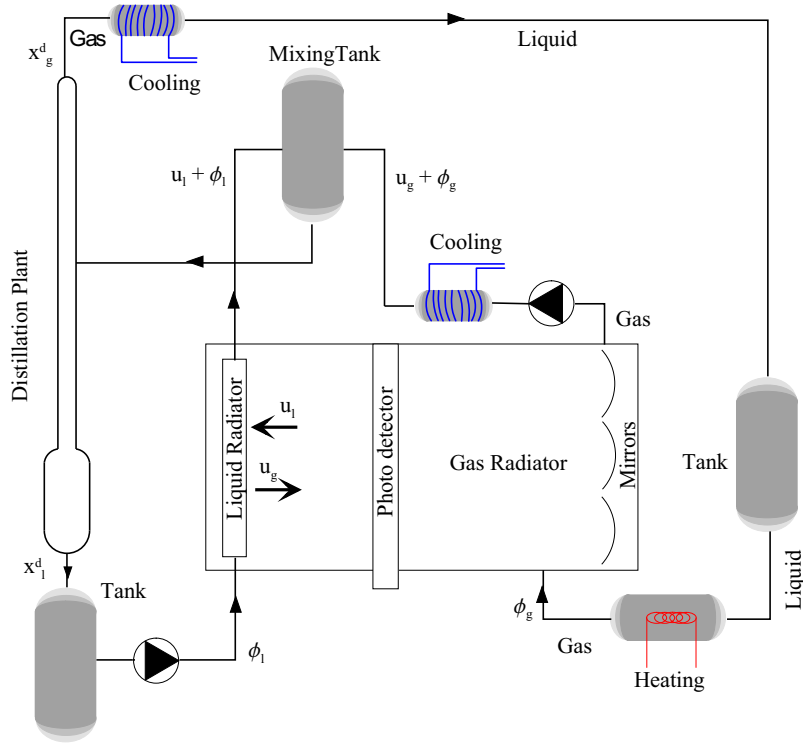 x^d_g
Gas
Cooling
Liquid
MixingTank
u_l + ϕ_l
u_g + ϕ_g
Cooling
Gas
Distillation Plant
Liquid Radiator
u_l
u_g
Photo detector
Gas Radiator
Mirrors
Tank
x^d_l
Tank
ϕ_l
ϕ_g
Gas
Heating
Liquid